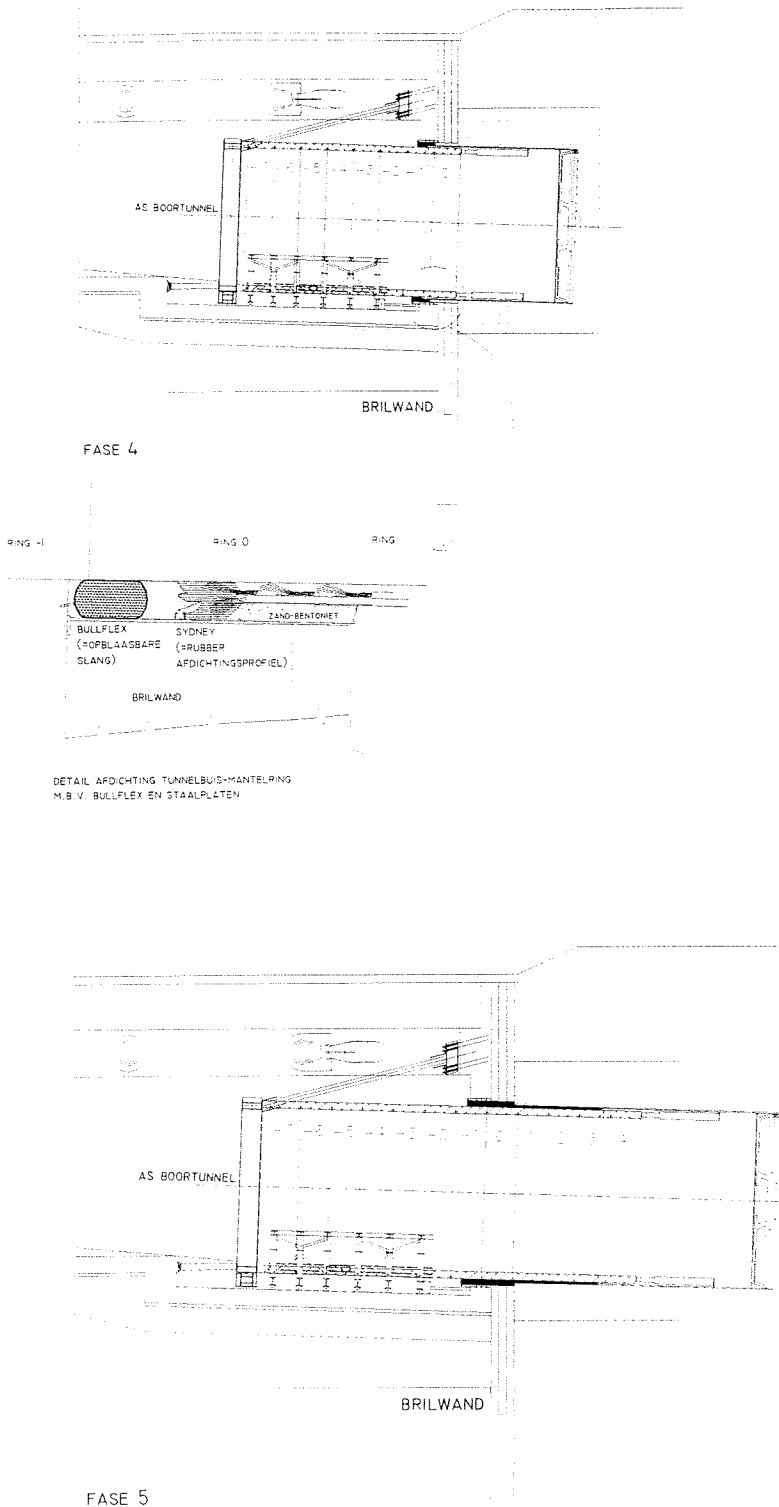 AS BOORTUNNEL
BRILWAND
FASE 4
RING -1 RING 0 RING
ZAND-BENTONIET
BULLFLEX
(=OPBLAASBARE
SLANG)
SYDNEY
(=RUBBER
AFDICHTINGSPROFIEL)
BRILWAND
DETAIL AFDICHTING TUNNELBUIS-MANTELRING
M.B.V. BULLFLEX EN STAALPLATEN
AS BOORTUNNEL
BRILWAND
FASE 5